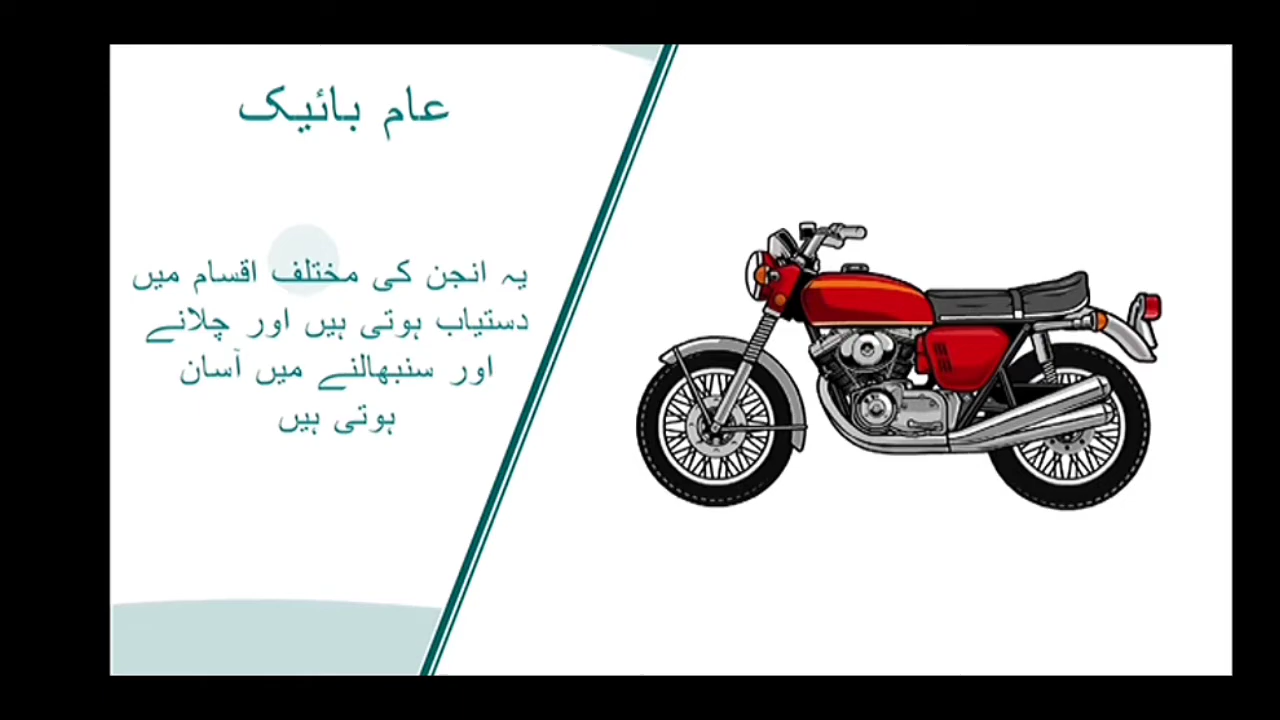 عام بائیک
یہ انجن کی مختلف اقسام میں
دستیاب ہوتی ہیں اور چلانے
اور سنبھالنے میں آسان
ہوتی ہیں